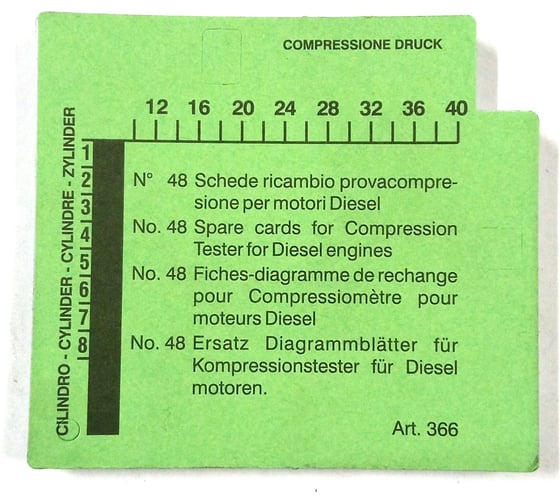 COMPRESSIONE DRUCK
12 16 20 24 28 32 36 40
CILINDRO - CYLINDER - CYLINDRE - ZYLINDER
1
2
3
4
5
6
7
8
N° 48 Schede ricambio provacompre-
sione per motori Diesel
No. 48 Spare cards for Compression
Tester for Diesel engines
No. 48 Fiches-diagramme de rechange
pour Compressiomètre pour
moteurs Diesel
No. 48 Ersatz Diagrammblätter für
Kompressionstester für Diesel
motoren.
Art. 366